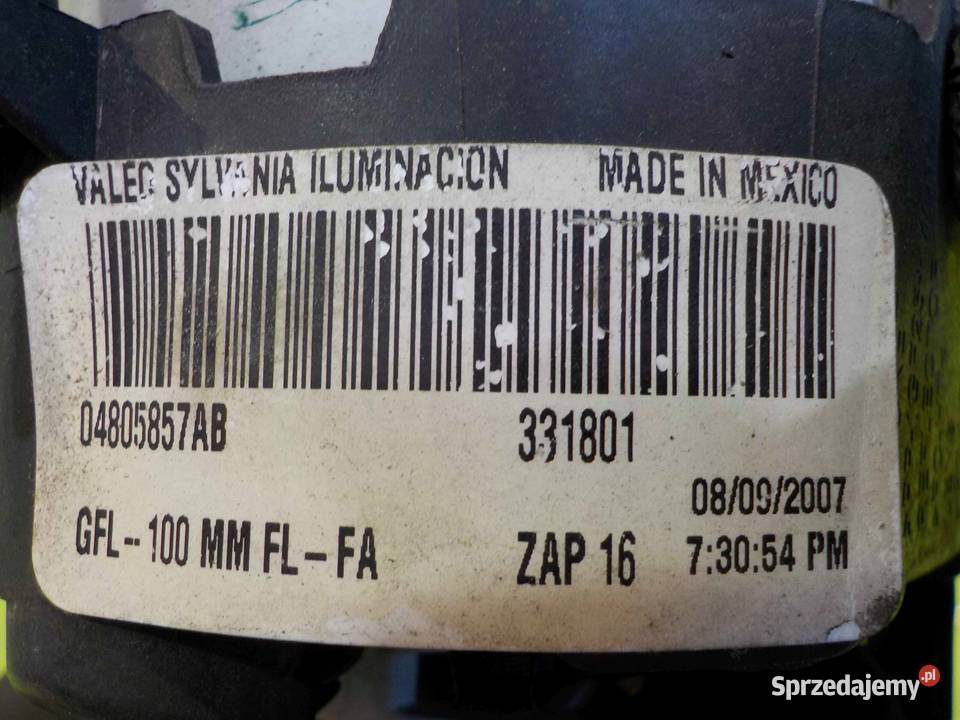 VALEO SYLVANIA ILUMINACION MADE IN MEXICO
04805857AB 331801
08/09/2007
GFL-100 MM FL-FA ZAP 16 7:30:54 PM
Sprzedajemy.pl